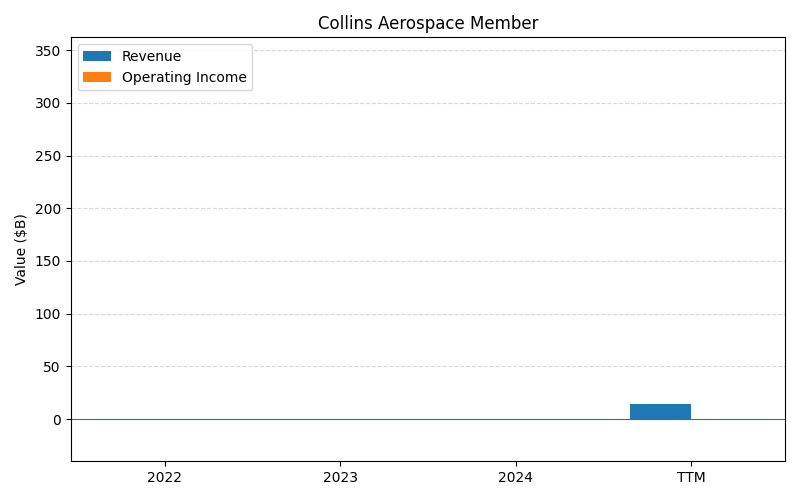 Collins Aerospace Member
Revenue
Operating Income
Value ($B)
350
300
250
200
150
100
50
0
2022
2023
2024
TTM